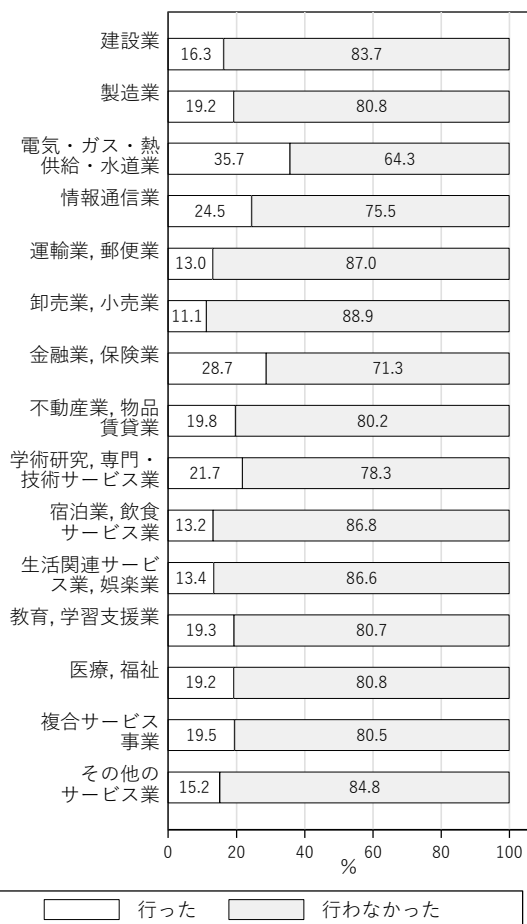 建設業
16.3 83.7
製造業
19.2 80.8
電気・ガス・熱
供給・水道業
35.7 64.3
情報通信業
24.5 75.5
運輸業, 郵便業
13.0 87.0
卸売業, 小売業
11.1 88.9
金融業, 保険業
28.7 71.3
不動産業, 物品
賃貸業
19.8 80.2
学術研究, 専門・
技術サービス業
21.7 78.3
宿泊業, 飲食
サービス業
13.2 86.8
生活関連サービ
ス業, 娯楽業
13.4 86.6
教育, 学習支援業
19.3 80.7
医療, 福祉
19.2 80.8
複合サービス
事業
19.5 80.5
その他の
サービス業
15.2 84.8
0 20 40 60 80 100
%
行った 行わなかった